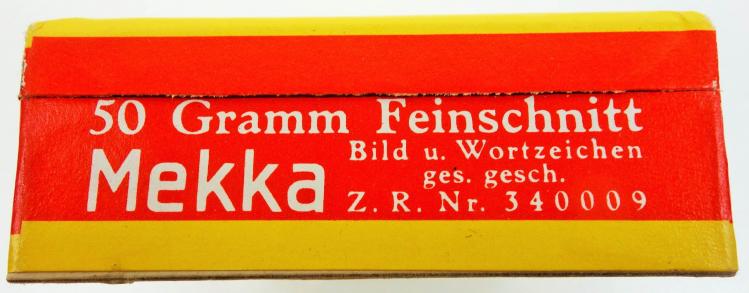 50 Gramm Feinschnitt
Mekka
Bild u. Wortzeichen
ges. gesch.
Z. R. Nr. 340009